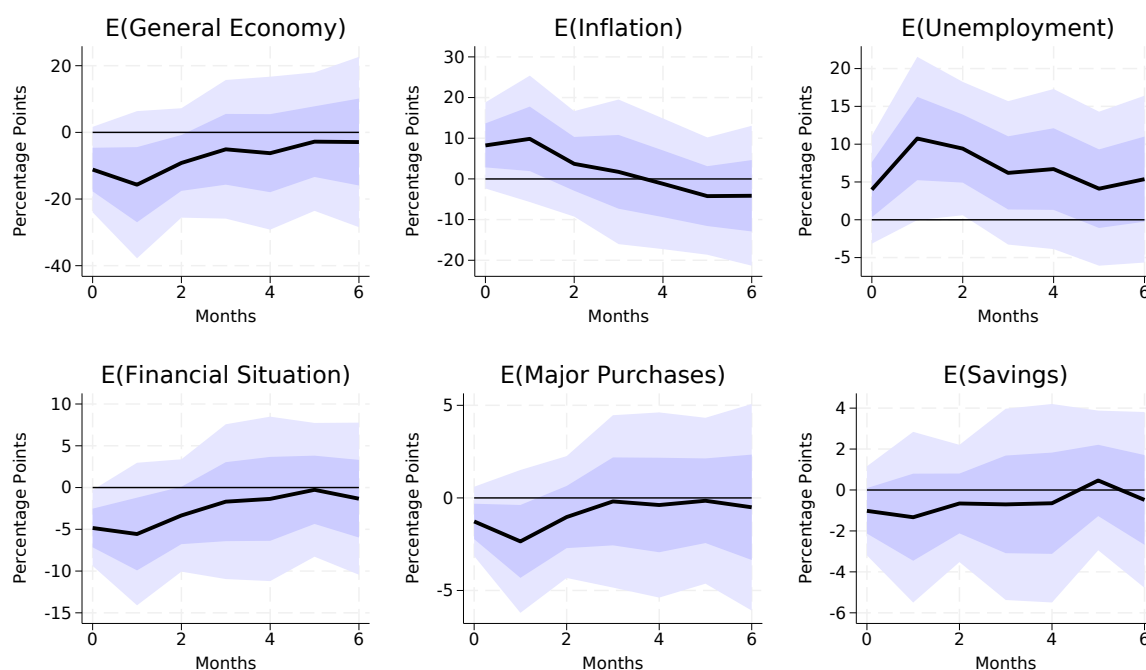 E(General Economy)
Percentage Points
20
0
-20
-40
0 2 4 6
Months
E(Inflation)
Percentage Points
30
20
10
0
-10
-20
0 2 4 6
Months
E(Unemployment)
Percentage Points
20
15
10
5
0
-5
0 2 4 6
Months
E(Financial Situation)
Percentage Points
10
5
0
-5
-10
-15
0 2 4 6
Months
E(Major Purchases)
Percentage Points
5
0
-5
0 2 4 6
Months
E(Savings)
Percentage Points
4
2
0
-2
-4
-6
0 2 4 6
Months